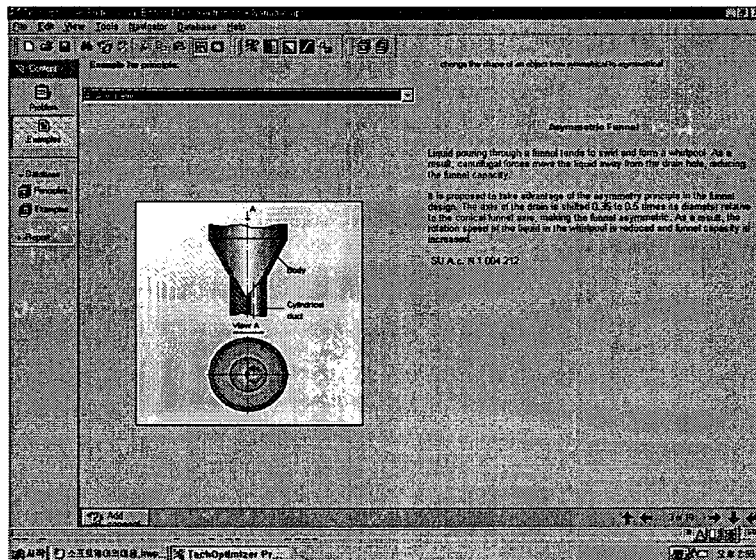 File Edit View Tools Navigator Database Help
Content
Example for principle:
- change the shape of an object from symmetrical to asymmetrical
Problem
Examples
Database
Principles
Examples
Report
Asymmetric Funnel
Liquid pouring through a funnel tends to swirl and form a whirlpool. As a
result, centrifugal forces move the liquid away from the drain hole, reducing
the funnel capacity.
It is proposed to take advantage of the asymmetry principle in the funnel
design. The axis of the drain is shifted 0.35 to 0.5 times its diameter relative
to the conical funnel axis, making the funnel asymmetric. As a result, the
rotation speed of the liquid in the whirlpool is reduced and funnel capacity is
increased.
SU A.c. N 1 004 212
A
Body
Cylindrical
duct
View A
Add
시작
TechOptimizer Pr...